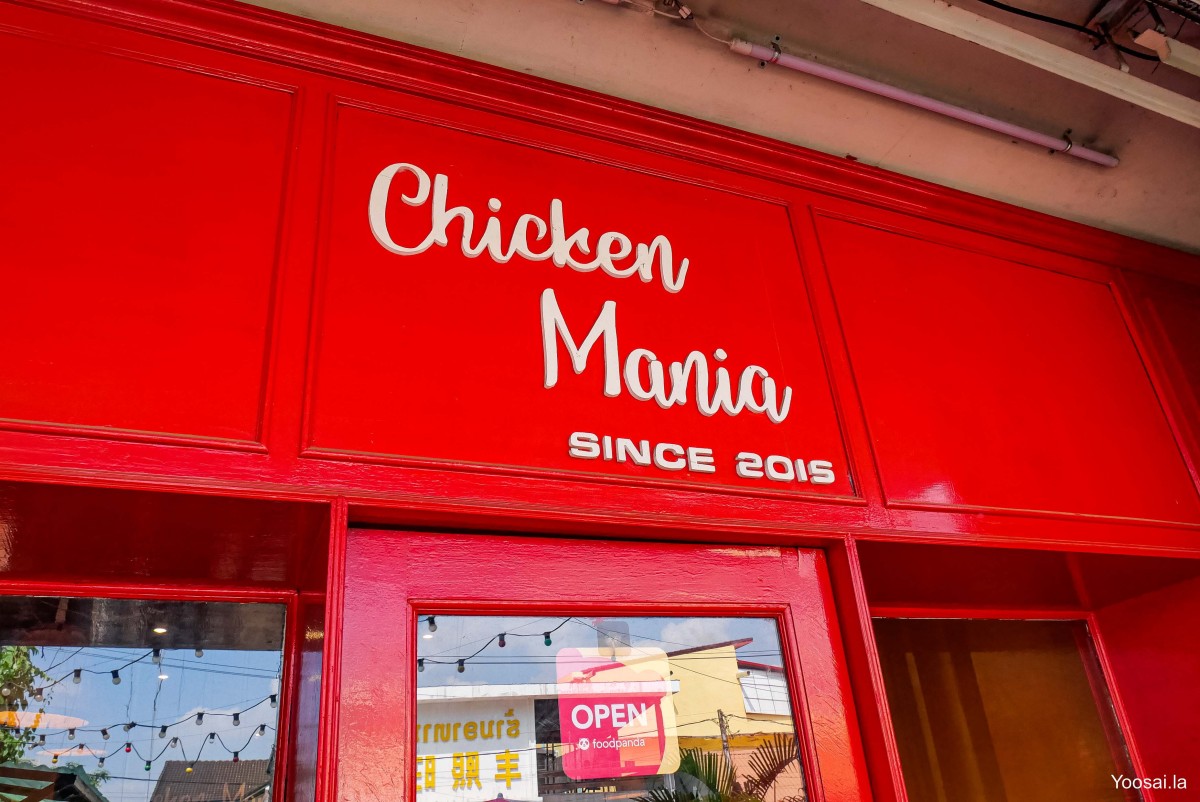 Chicken
Mania
SINCE 2015
OPEN
foodpanda
Yoosai.la